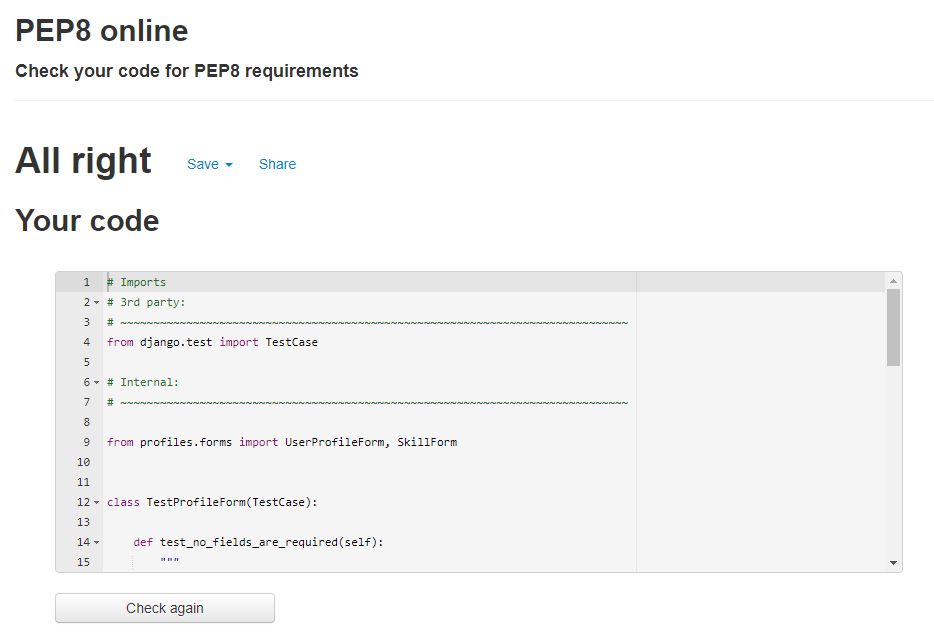 PEP8 online
Check your code for PEP8 requirements
All right Save Share
Your code
1 # Imports
2 # 3rd party:
3 # ~~~~~~~~~~~~~~~~~~~~~~~~~~~~~~~~~~~~~~~~~~~~~~~~~~~~~~~~~~~~~~~~~~~~~~~~~~~~~
4 from django.test import TestCase
5
6 # Internal:
7 # ~~~~~~~~~~~~~~~~~~~~~~~~~~~~~~~~~~~~~~~~~~~~~~~~~~~~~~~~~~~~~~~~~~~~~~~~~~~~~
8
9 from profiles.forms import UserProfileForm, SkillForm
10
11
12 class TestProfileForm(TestCase):
13
14     def test_no_fields_are_required(self):
15         """
Check again